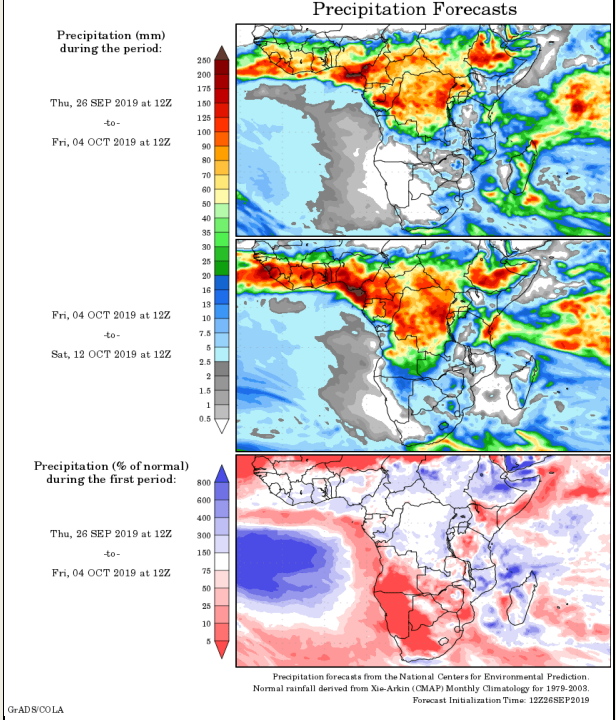 Precipitation Forecasts
Precipitation (mm)
during the period:
Thu, 26 SEP 2019 at 12Z
-to-
Fri, 04 OCT 2019 at 12Z
250
200
175
150
125
100
90
80
70
60
50
40
35
30
25
20
16
13
10
7.5
5
2.5
2
1.5
1
0.5
Fri, 04 OCT 2019 at 12Z
-to-
Sat, 12 OCT 2019 at 12Z
Precipitation (% of normal)
during the first period:
Thu, 26 SEP 2019 at 12Z
-to-
Fri, 04 OCT 2019 at 12Z
800
600
400
300
150
75
50
25
10
5
Precipitation forecasts from the National Centers for Environmental Prediction.
Normal rainfall derived from Xie-Arkin (CMAP) Monthly Climatology for 1979-2003.
Forecast Initialization Time: 12Z26SEP2019
GrADS/COLA